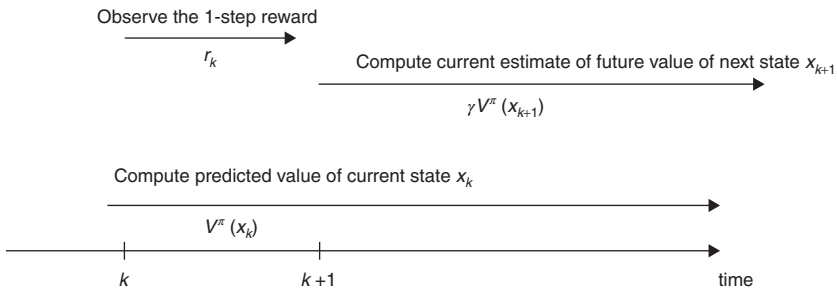 Observe the 1-step reward
r_k
Compute current estimate of future value of next state x_{k+1}
γV^π (x_{k+1})
Compute predicted value of current state x_k
V^π (x_k)
k
k+1
time